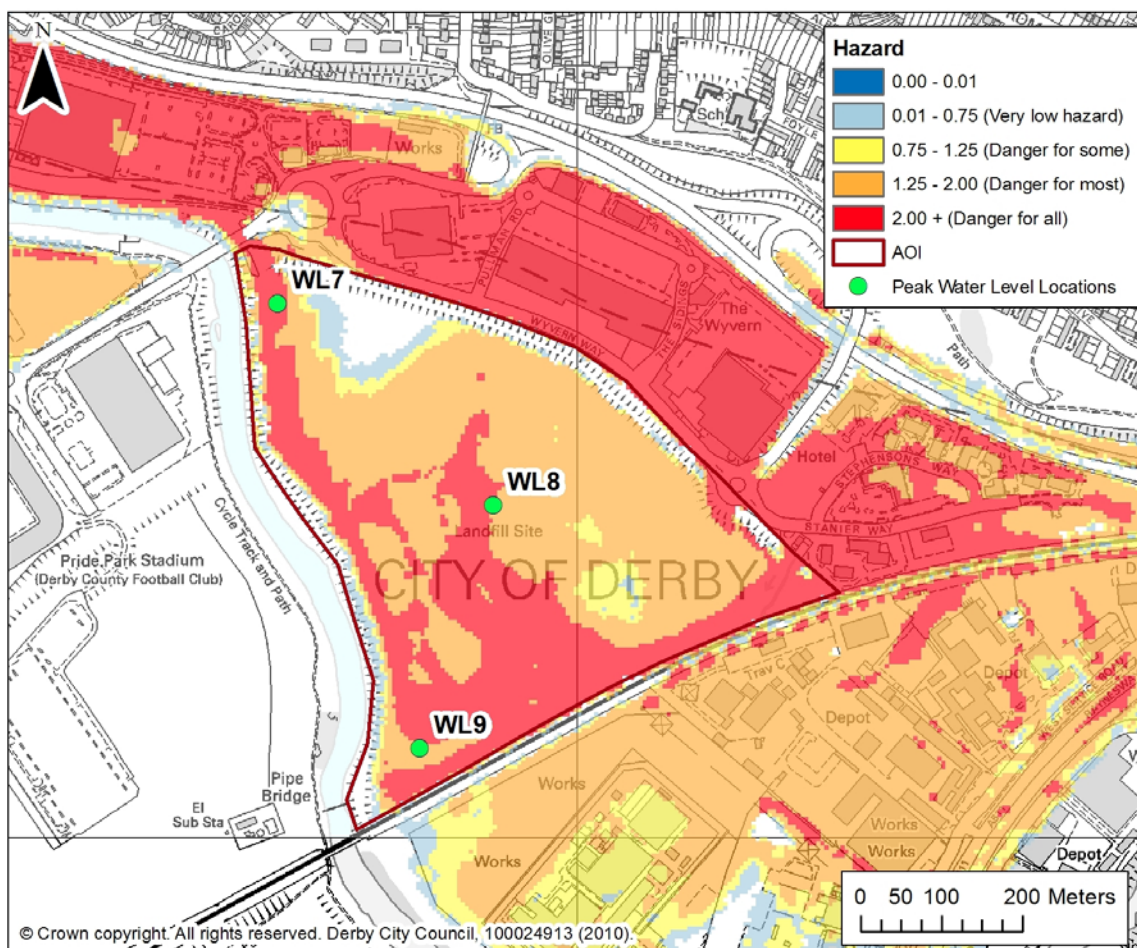 N
Hazard
0.00 - 0.01
0.01 - 0.75 (Very low hazard)
0.75 - 1.25 (Danger for some)
1.25 - 2.00 (Danger for most)
2.00 + (Danger for all)
AOI
Peak Water Level Locations
Sch
FOYLE
FB
Works
PULLMAN RD
THE SIDINGS
The
Wyvern
WYVERN WAY
Path
WL7
WL8
Landfill Site
Hotel
STEPHENSONS WAY
STANIER WAY
Pride Park Stadium
(Derby County Football Club)
Cycle Track and Path
CITY OF DERBY
Trav C
Depot
Depot
WL9
Pipe
Bridge
El
Sub Sta
Works
Works
Works
Works
Depot
0 50 100 200 Meters
© Crown copyright. All rights reserved. Derby City Council, 100024913 (2010).